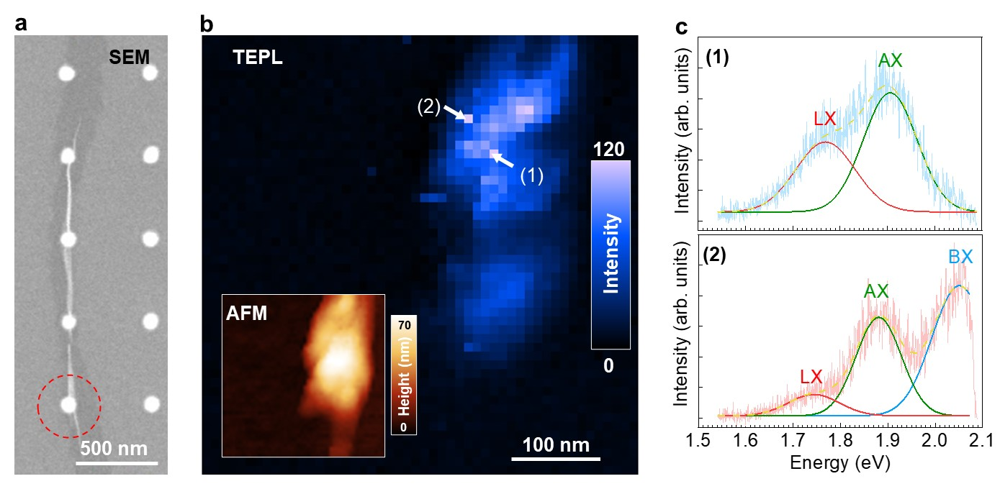 a
SEM
500 nm
b
TEPL
(2)
(1)
120
Intensity
0
AFM
70
Height (nm)
0
100 nm
c
(1)
AX
LX
Intensity (arb. units)
(2)
BX
AX
LX
Intensity (arb. units)
1.5 1.6 1.7 1.8 1.9 2.0 2.1
Energy (eV)